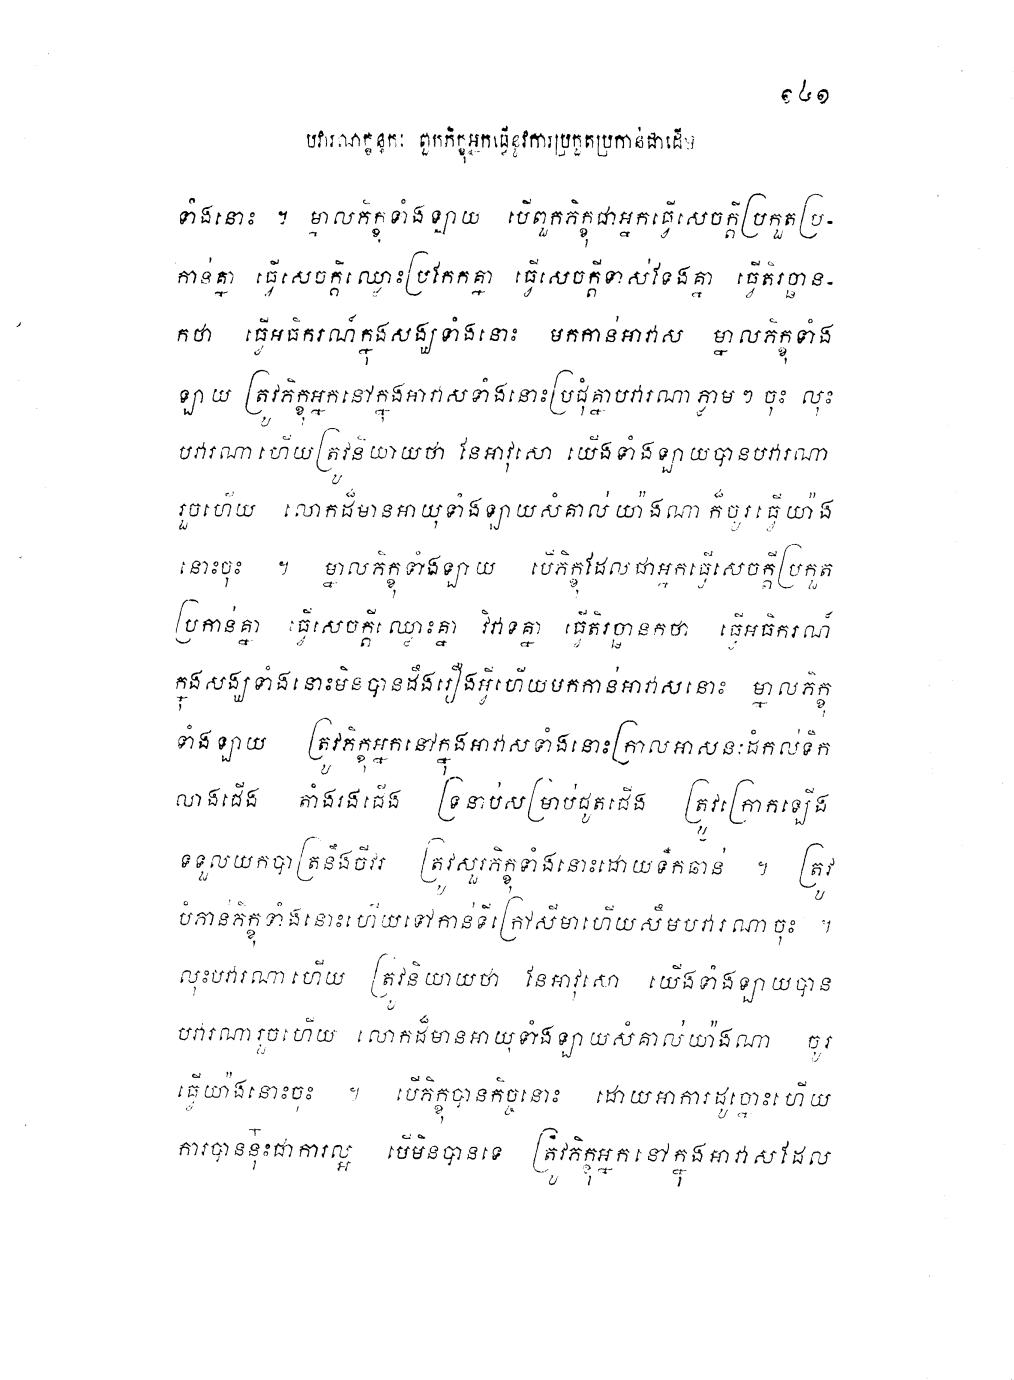 ១៤១
បវារណាក្ខន្ធកៈ ពួកភិក្ខុអ្នកធ្វើនូវការប្រកួតប្រកាន់ជាដើម
ទាំងនោះ ។ ម្នាលភិក្ខុទាំងឡាយ បើពួកភិក្ខុជាអ្នកធ្វើសេចក្តីប្រកួតប្រ-
កាន់គ្នា ធ្វើសេចក្តីឈ្លោះប្រកែកគ្នា ធ្វើសេចក្តីទាស់ទែងគ្នា ធ្វើតិរច្ឆាន-
កថា ធ្វើអធិករណ៍ក្នុងសង្ឃទាំងនោះ មកកាន់អាវាស ម្នាលភិក្ខុទាំង
ឡាយ ត្រូវភិក្ខុអ្នកនៅក្នុងអាវាសទាំងនោះប្រជុំគ្នាបវារណាភ្លាម ៗ ចុះ លុះ
បវារណាហើយត្រូវនិយាយថា នែអាវុសោ យើងទាំងឡាយបានបវារណា
រួចហើយ លោកដ៏មានអាយុទាំងឡាយសំគាល់យ៉ាងណា ក៏ចូរធ្វើយ៉ាង
នោះចុះ ។ ម្នាលភិក្ខុទាំងឡាយ បើភិក្ខុដែលជាអ្នកធ្វើសេចក្តីប្រកួត
ប្រកាន់គ្នា ធ្វើសេចក្តីឈ្លោះគ្នា វិវាទគ្នា ធ្វើតិរច្ឆានកថា ធ្វើអធិករណ៍
ក្នុងសង្ឃទាំងនោះមិនបានដឹងរឿងអ្វីហើយមកកាន់អាវាសនោះ ម្នាលភិក្ខុ
ទាំងឡាយ ត្រូវភិក្ខុអ្នកនៅក្នុងអាវាសទាំងនោះក្រាលអាសនៈដំកល់ទឹក
លាងជើង តាំងរងជើង ទ្រនាប់សម្រាប់ជូតជើង ត្រូវក្រោកឡើង
ទទួលយកបាត្រនឹងចីវរ ត្រូវសួរភិក្ខុទាំងនោះដោយទឹកឆាន់ ។ ត្រូវ
បំភាន់ភិក្ខុទាំងនោះហើយទៅកាន់ទីក្រៅសីមាហើយសឹមបវារណាចុះ ។
លុះបវារណាហើយ ត្រូវនិយាយថា នែអាវុសោ យើងទាំងឡាយបាន
បវារណារួចហើយ លោកដ៏មានអាយុទាំងឡាយសំគាល់យ៉ាងណា ចូរ
ធ្វើយ៉ាងនោះចុះ ។ បើភិក្ខុបានកិច្ចនោះ ដោយអាការដូច្នោះហើយ
ការបាននុ៎ះជាការល្អ បើមិនបានទេ ត្រូវភិក្ខុអ្នកនៅក្នុងអាវាសដែល